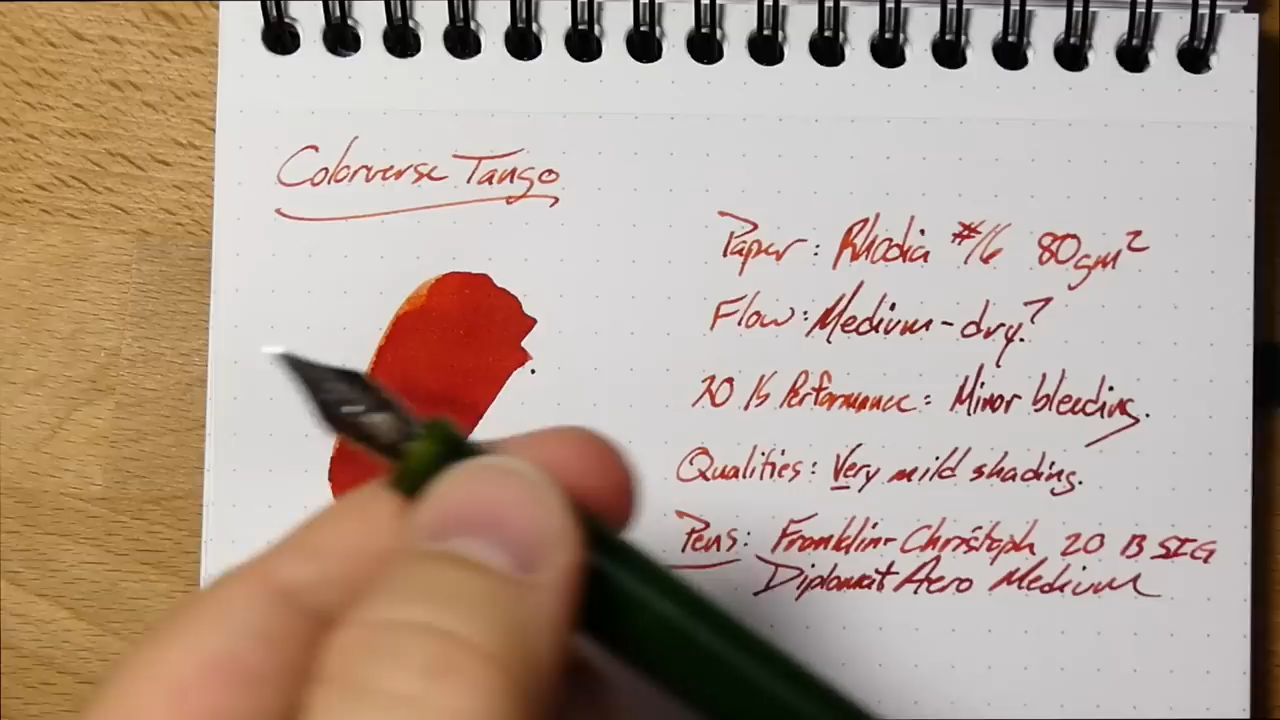 Colorverse Tango
Paper: Rhodia #16 80gm²
Flow: Medium-dry?
20 lb Performance: Minor bleeding.
Qualities: Very mild shading.
Pens: Franklin-Christoph 20 B SIG
Diplomat Aero Medium